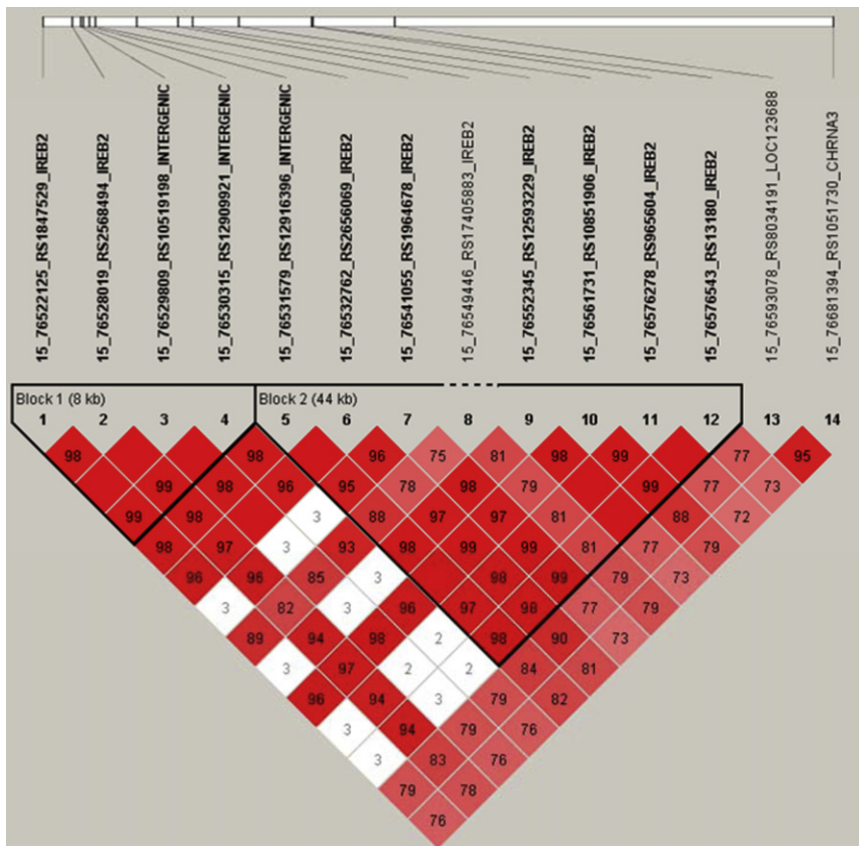 15_76522125_RS1847529_IREB2
15_76528019_RS2568494_IREB2
15_76529809_RS10519198_INTERGENIC
15_76530315_RS12909921_INTERGENIC
15_76531579_RS12916396_INTERGENIC
15_76532762_RS2656069_IREB2
15_76541055_RS1964678_IREB2
15_76549446_RS17405883_IREB2
15_76552345_RS12593229_IREB2
15_76561731_RS10851906_IREB2
15_76576278_RS965604_IREB2
15_76576543_RS13180_IREB2
15_76593078_RS8034191_LOC123688
15_76681394_RS1051730_CHRNA3
Block 1 (8 kb) Block 2 (44 kb)
1 2 3 4 5 6 7 8 9 10 11 12 13 14
98 98 96 75 81 98 99 77 95
99 98 96 95 78 98 79 99 77 73
99 98 3 88 97 97 81 88 72
98 97 3 93 98 99 99 81 77 79
96 96 85 3 98 99 79 73
3 82 3 96 97 98 77 79
89 94 98 2 98 90 73
3 97 2 2 84 81
96 94 3 79 82
3 94 79 76
3 83 76
79 78
76